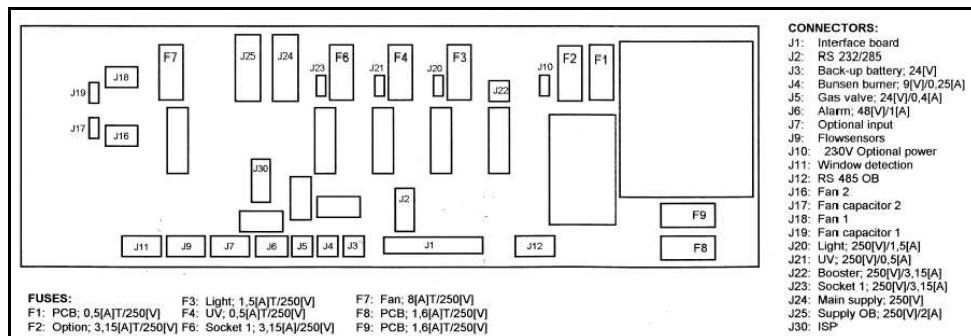 F7
J25
J24
J23
F6
J21
F4
J20
F3
J22
J10
F2
F1
J19
J18
J17
J16
J30
J2
F9
F8
J11
J9
J7
J6
J5
J4
J3
J1
J12
CONNECTORS:
J1: Interface board
J2: RS 232/285
J3: Back-up battery; 24[V]
J4: Bunsen burner; 9[V]/0,25[A]
J5: Gas valve; 24[V]/0,4[A]
J6: Alarm; 48[V]/1[A]
J7: Optional input
J9: Flowsensors
J10: 230V Optional power
J11: Window detection
J12: RS 485 OB
J16: Fan 2
J17: Fan capacitor 2
J18: Fan 1
J19: Fan capacitor 1
J20: Light; 250[V]/1,5[A]
J21: UV; 250[V]/0,5[A]
J22: Booster; 250[V]/3,15[A]
J23: Socket 1; 250[V]/3,15[A]
J24: Main supply; 250[V]
J25: Supply OB; 250[V]/2[A]
J30: ISP
FUSES:
F1: PCB; 0,5[A]T/250[V]
F2: Option; 3,15[A]T/250[V]
F3: Light; 1,5[A]T/250[V]
F4: UV; 0,5[A]T/250[V]
F6: Socket 1; 3,15[A]/250[V]
F7: Fan; 8[A]T/250[V]
F8: PCB; 1,6[A]T/250[V]
F9: PCB; 1,6[A]T/250[V]